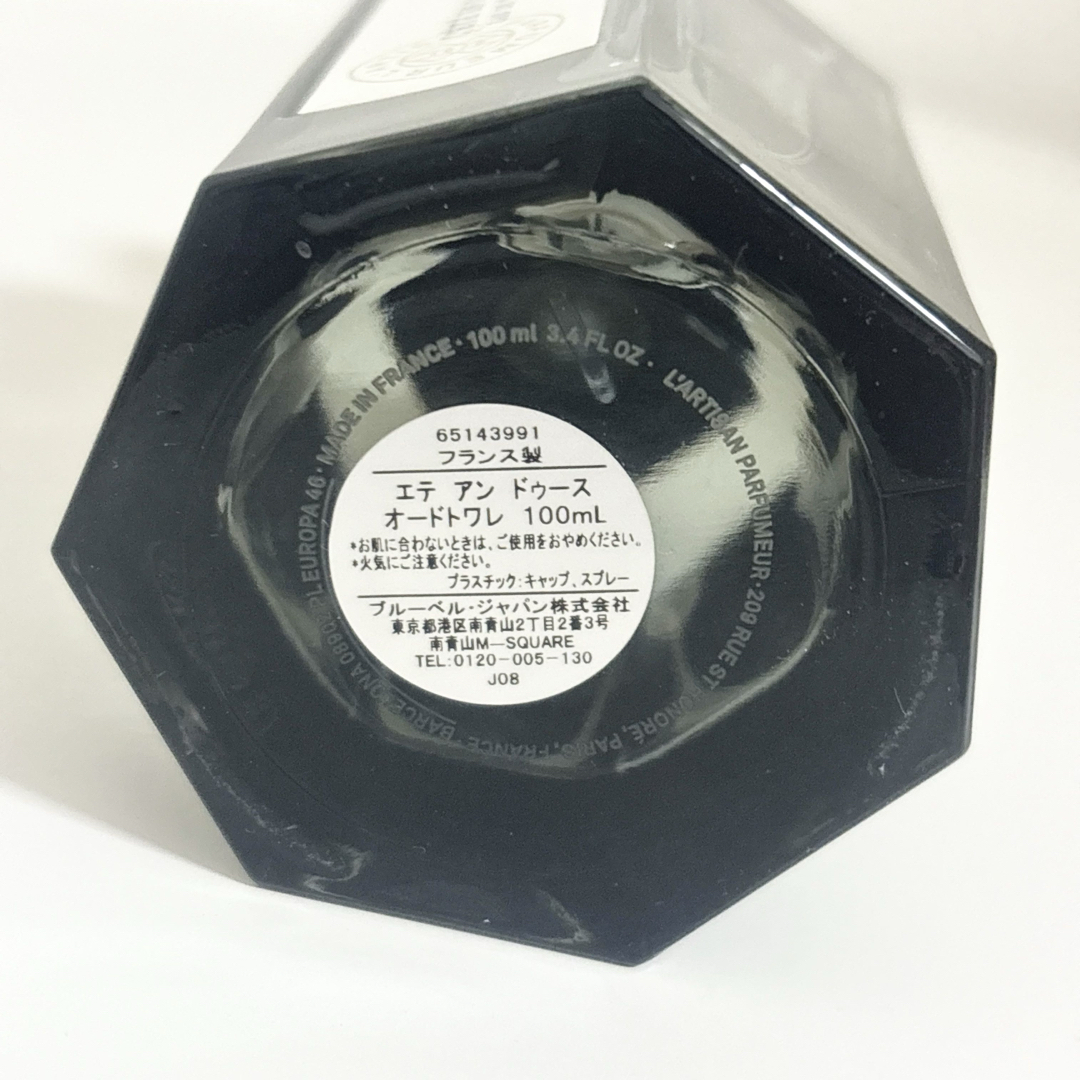 65143991
フランス製
エテ アン ドゥース
オードトワレ 100mL
*お肌に合わないときは、ご使用をおやめください。
*火気にご注意ください。
プラスチック:キャップ、スプレー
ブルーベル・ジャパン株式会社
東京都港区南青山2丁目2番3号
南青山M—SQUARE
TEL:0120-005-130
J08
MADE IN FRANCE · 100 ml 3.4 FL OZ ·
L'ARTISAN PARFUMEUR · 209 RUE ST HONORÉ, PARIS, FRANCE · BARCELONA PL EUROPA 46 ·